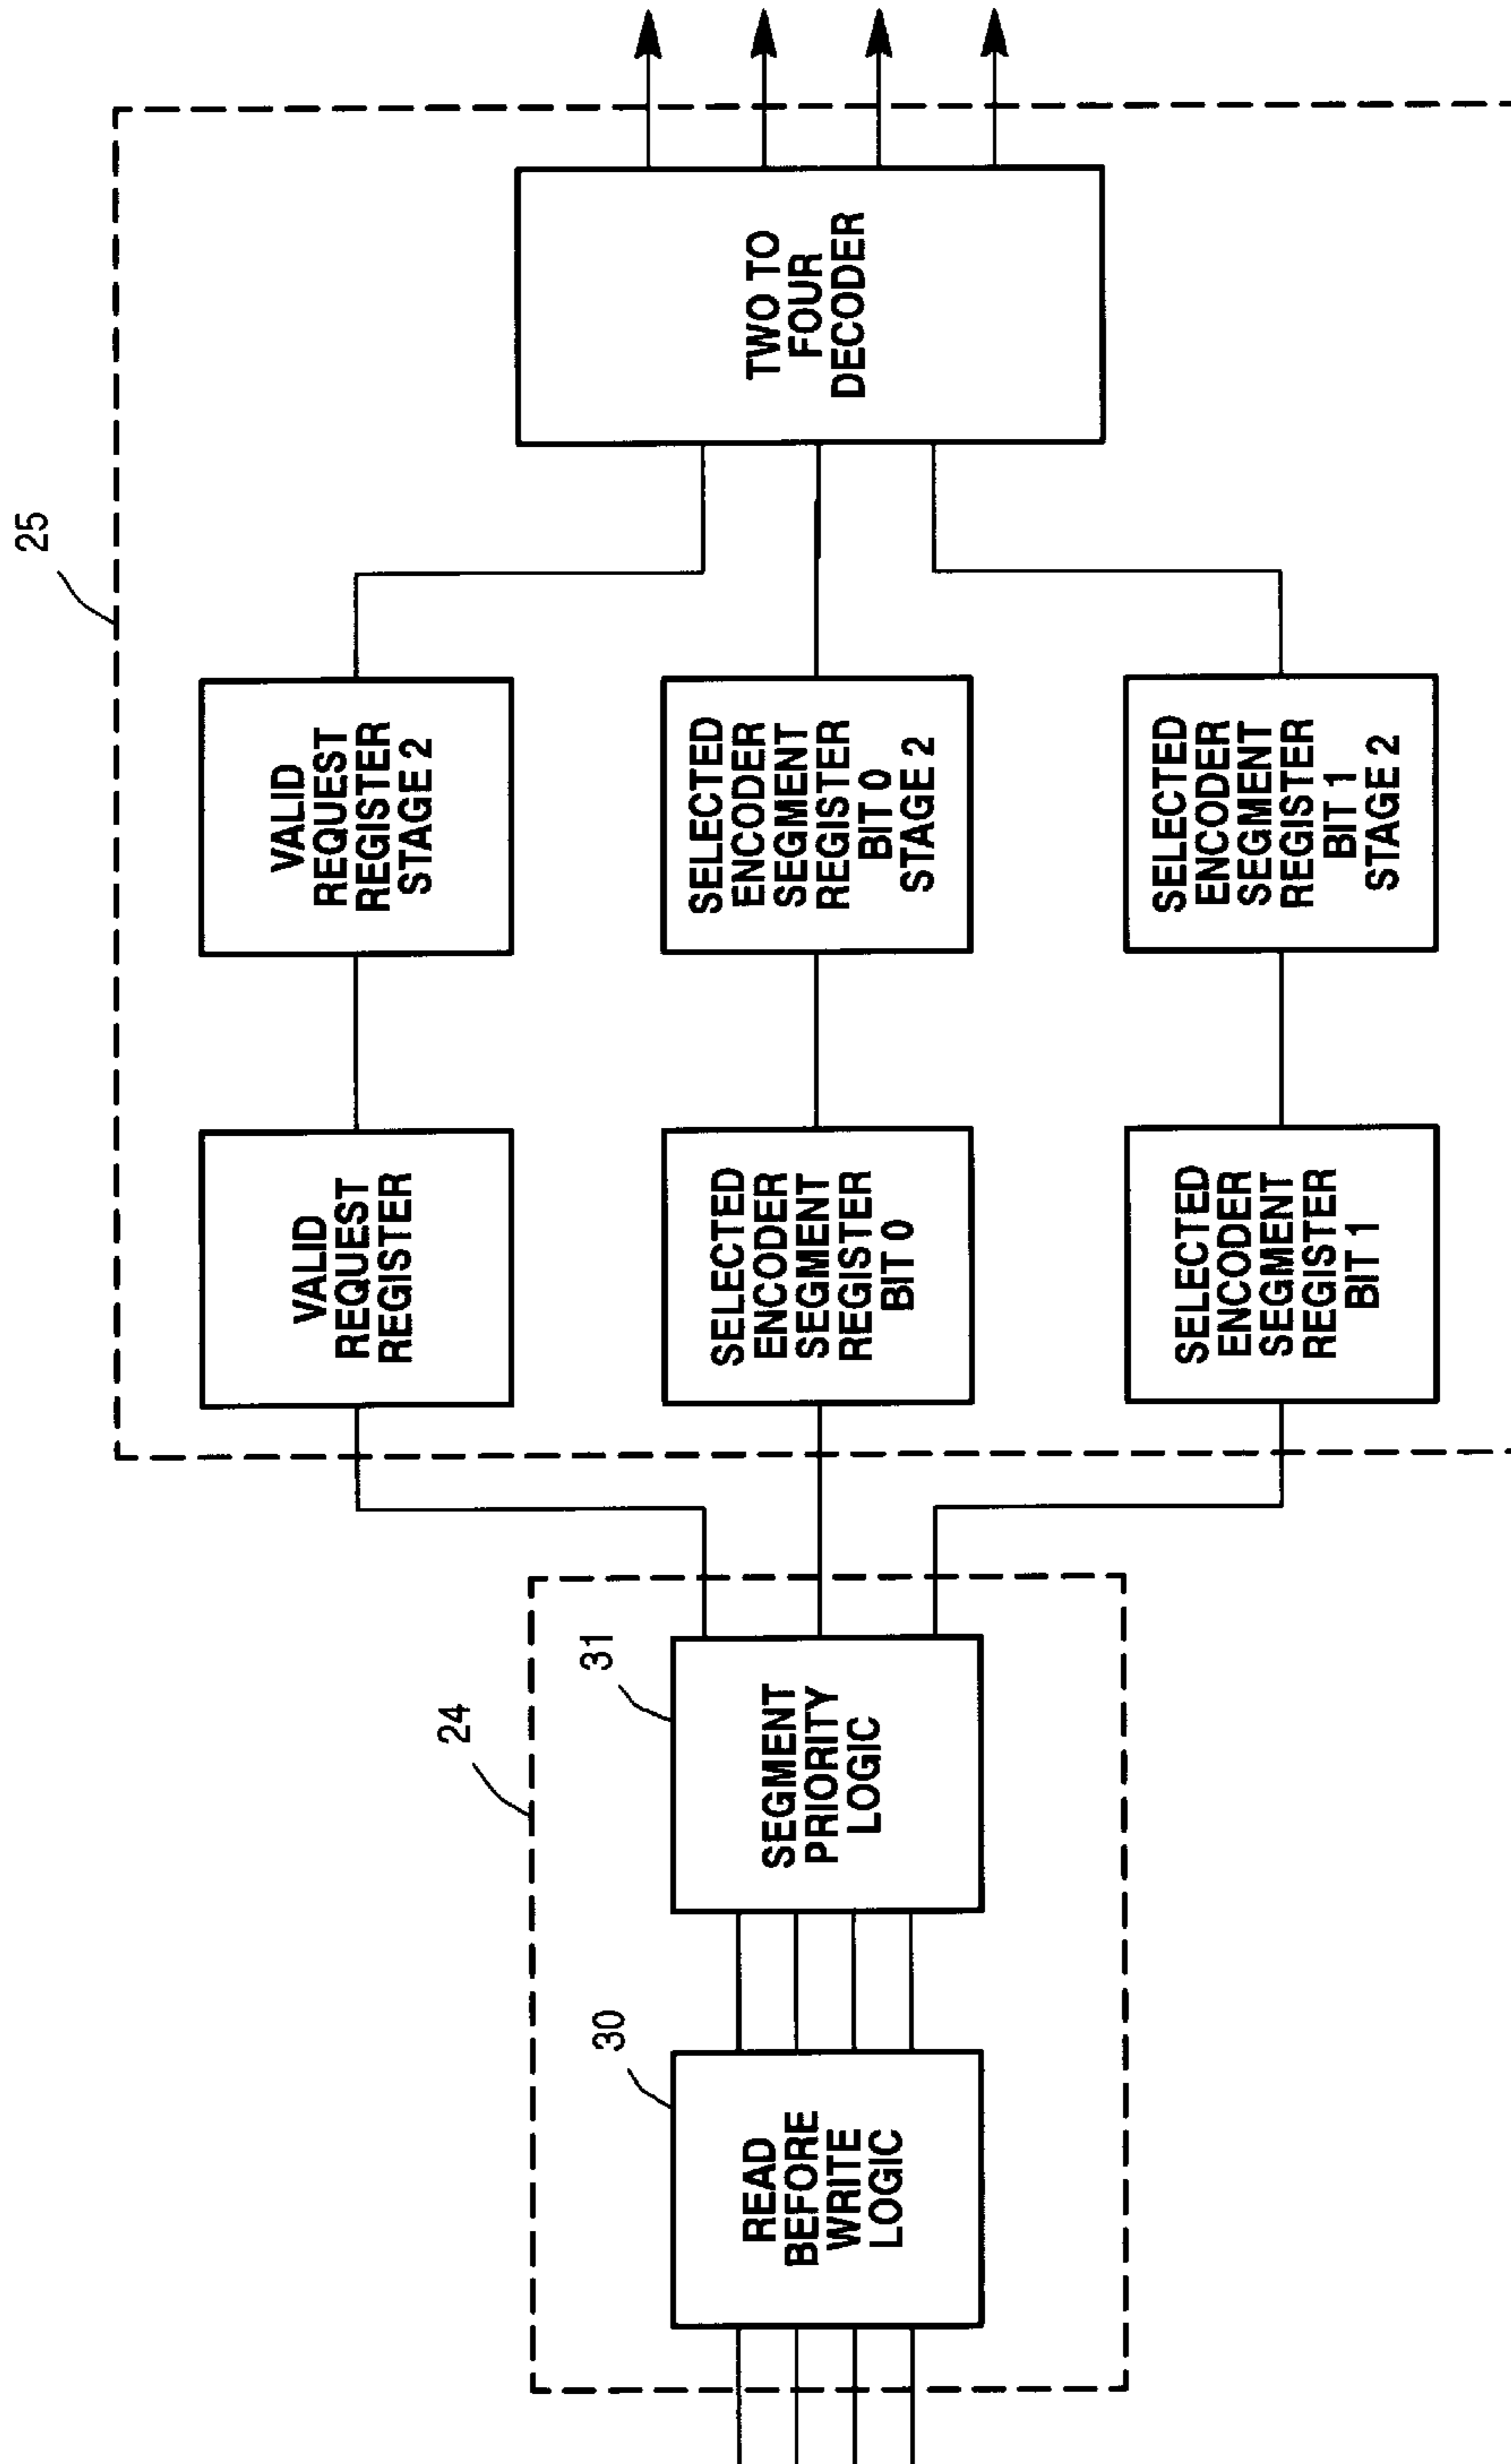 24
30
READ
BEFORE
WRITE
LOGIC
31
SEGMENT
PRIORITY
LOGIC
25
VALID
REQUEST
REGISTER
VALID
REQUEST
REGISTER
STAGE 2
SELECTED
ENCODER
SEGMENT
REGISTER
BIT 0
SELECTED
ENCODER
SEGMENT
REGISTER
BIT 0
STAGE 2
SELECTED
ENCODER
SEGMENT
REGISTER
BIT 1
SELECTED
ENCODER
SEGMENT
REGISTER
BIT 1
STAGE 2
TWO TO
FOUR
DECODER